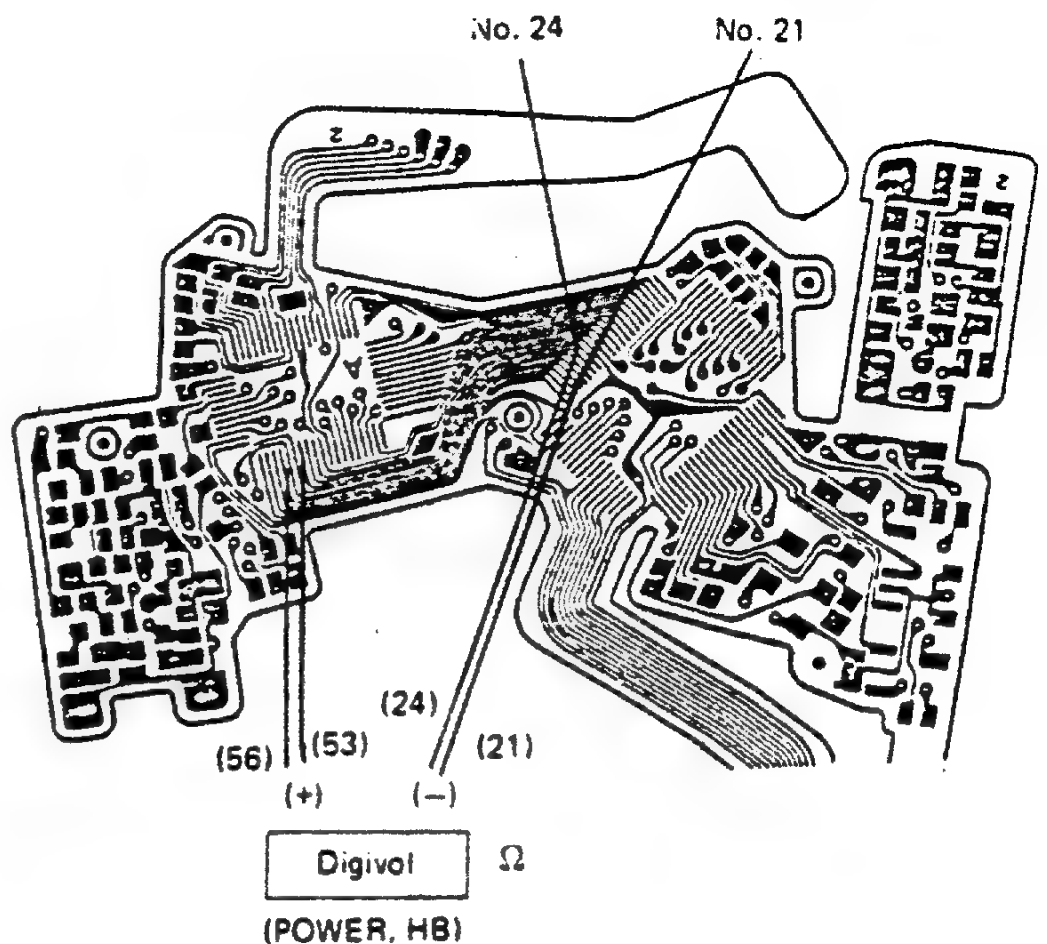 No. 24
No. 21
z
z
A
(24)
(56)
(53)
(21)
(+)
(—)
Digivol
Ω
(POWER, HB)